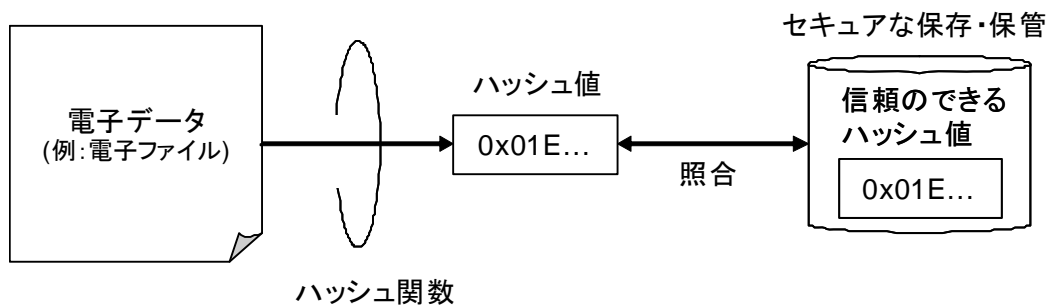 セキュアな保存・保管
電子データ
(例:電子ファイル)
ハッシュ値
0x01E...
照合
信頼のできる
ハッシュ値
0x01E...
ハッシュ関数